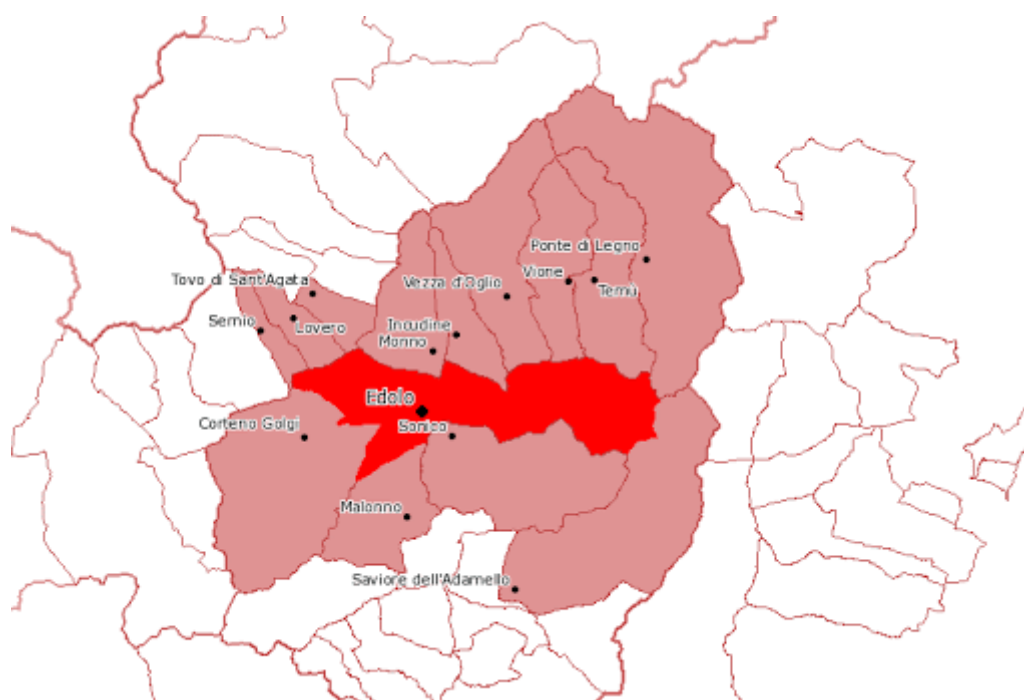 Ponte di Legno
Vione
Tovo di Sant'Agata
Vezza d'Oglio
Temù
Sernio
Lovero
Incudine
Monno
Edolo
Corteno Golgi
Sonico
Malonno
Saviore dell'Adamello